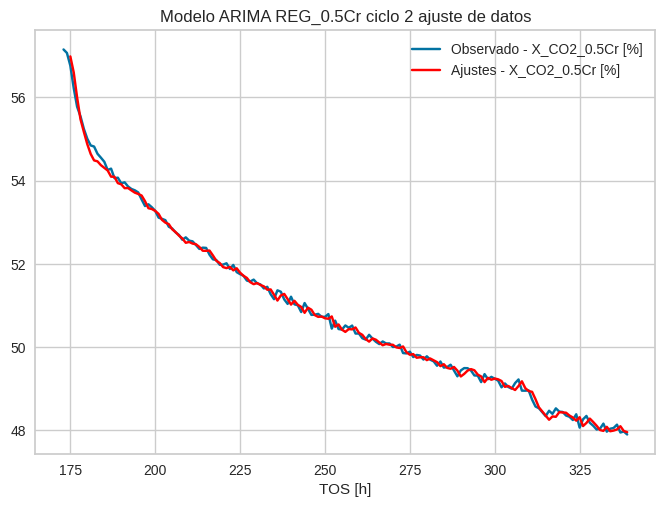 Modelo ARIMA REG_0.5Cr ciclo 2 ajuste de datos
Observado - X_CO2_0.5Cr [%]
Ajustes - X_CO2_0.5Cr [%]
56
54
52
50
48
175 200 225 250 275 300 325
TOS [h]